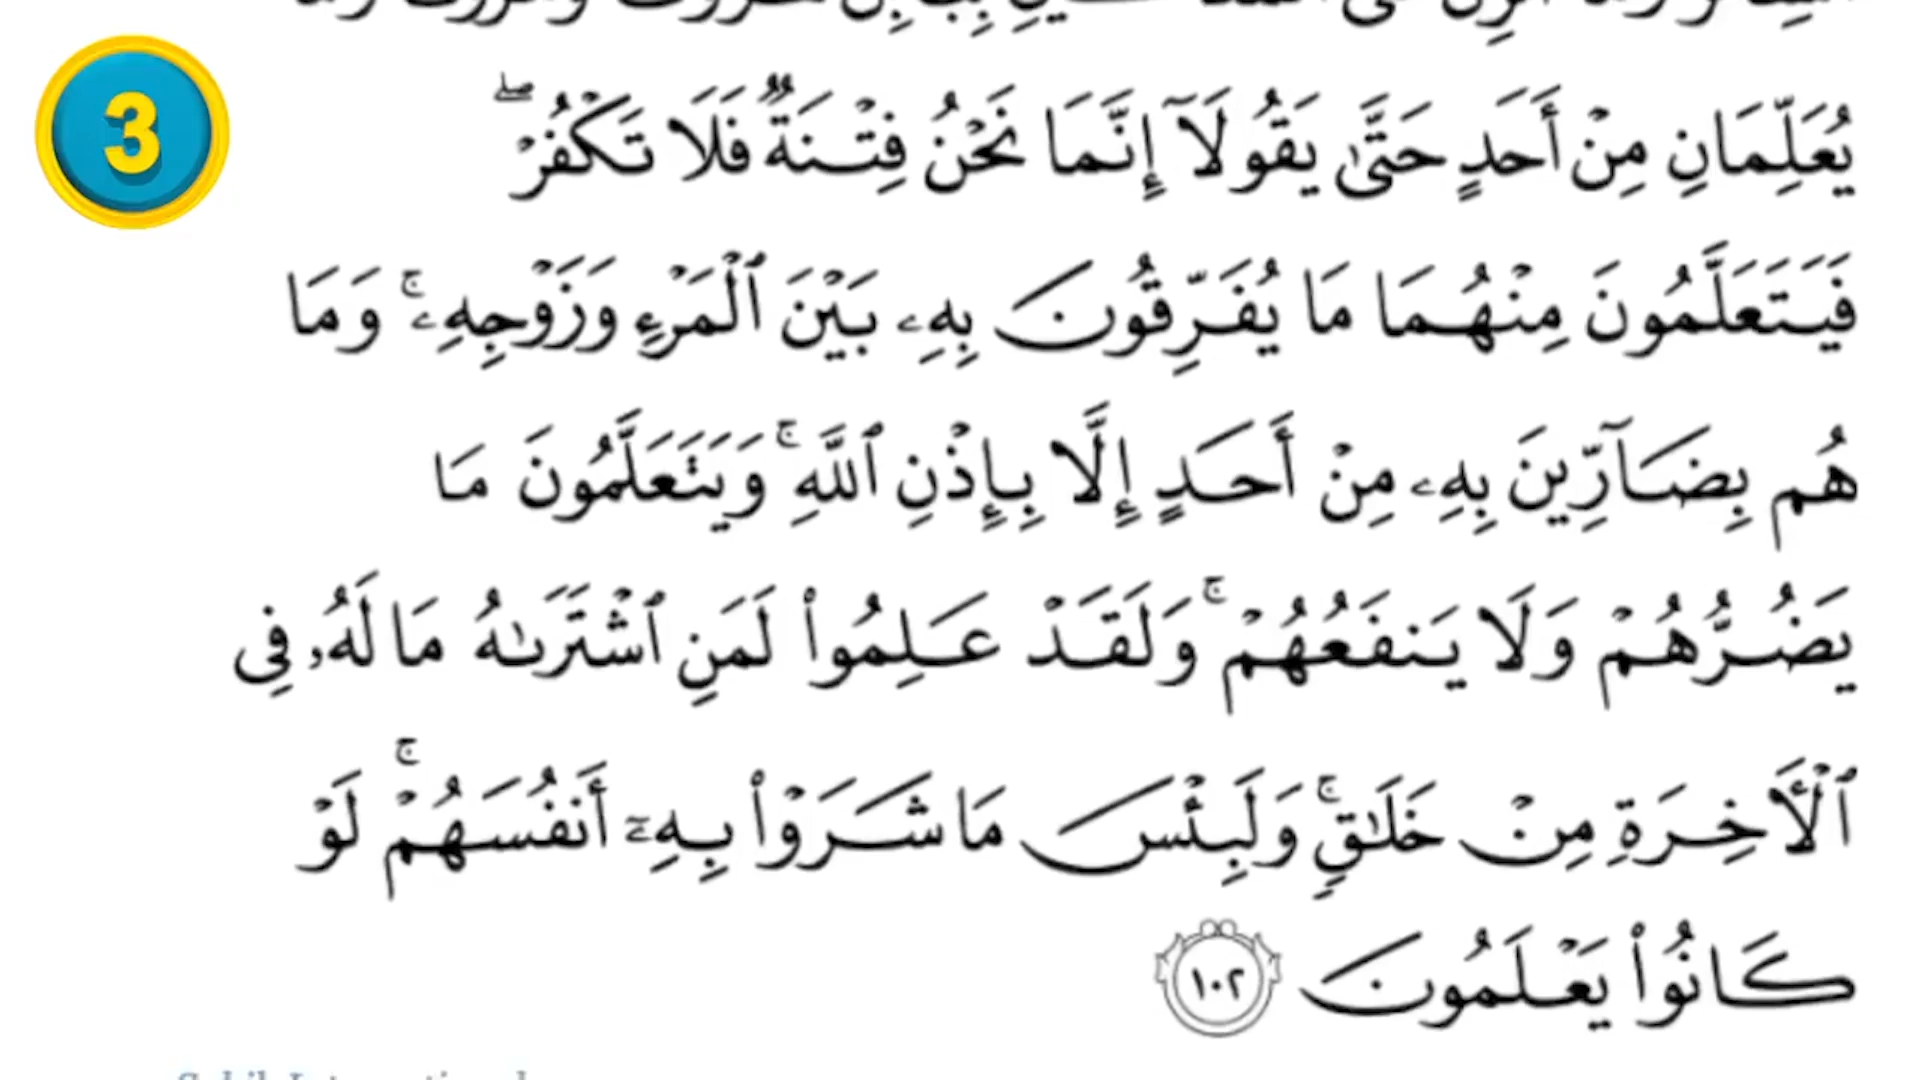 3
يُعَلِّمَانِ مِنْ أَحَدٍ حَتَّىٰ يَقُولَآ إِنَّمَا نَحْنُ فِتْنَةٌ فَلَا تَكْفُرْ ۖ
فَيَتَعَلَّمُونَ مِنْهُمَا مَا يُفَرِّقُونَ بِهِۦ بَيْنَ ٱلْمَرْءِ وَزَوْجِهِۦ ۚ وَمَا
هُم بِضَآرِّينَ بِهِۦ مِنْ أَحَدٍ إِلَّا بِإِذْنِ ٱللَّهِ ۚ وَيَتَعَلَّمُونَ مَا
يَضُرُّهُمْ وَلَا يَنفَعُهُمْ ۚ وَلَقَدْ عَلِمُوا۟ لَمَنِ ٱشْتَرَىٰهُ مَا لَهُۥ فِى
ٱلْـَٔاخِرَةِ مِنْ خَلَـٰقٍ ۚ وَلَبِئْسَ مَا شَرَوْا۟ بِهِۦٓ أَنفُسَهُمْ ۚ لَوْ
كَانُوا۟ يَعْلَمُونَ ١٠٢